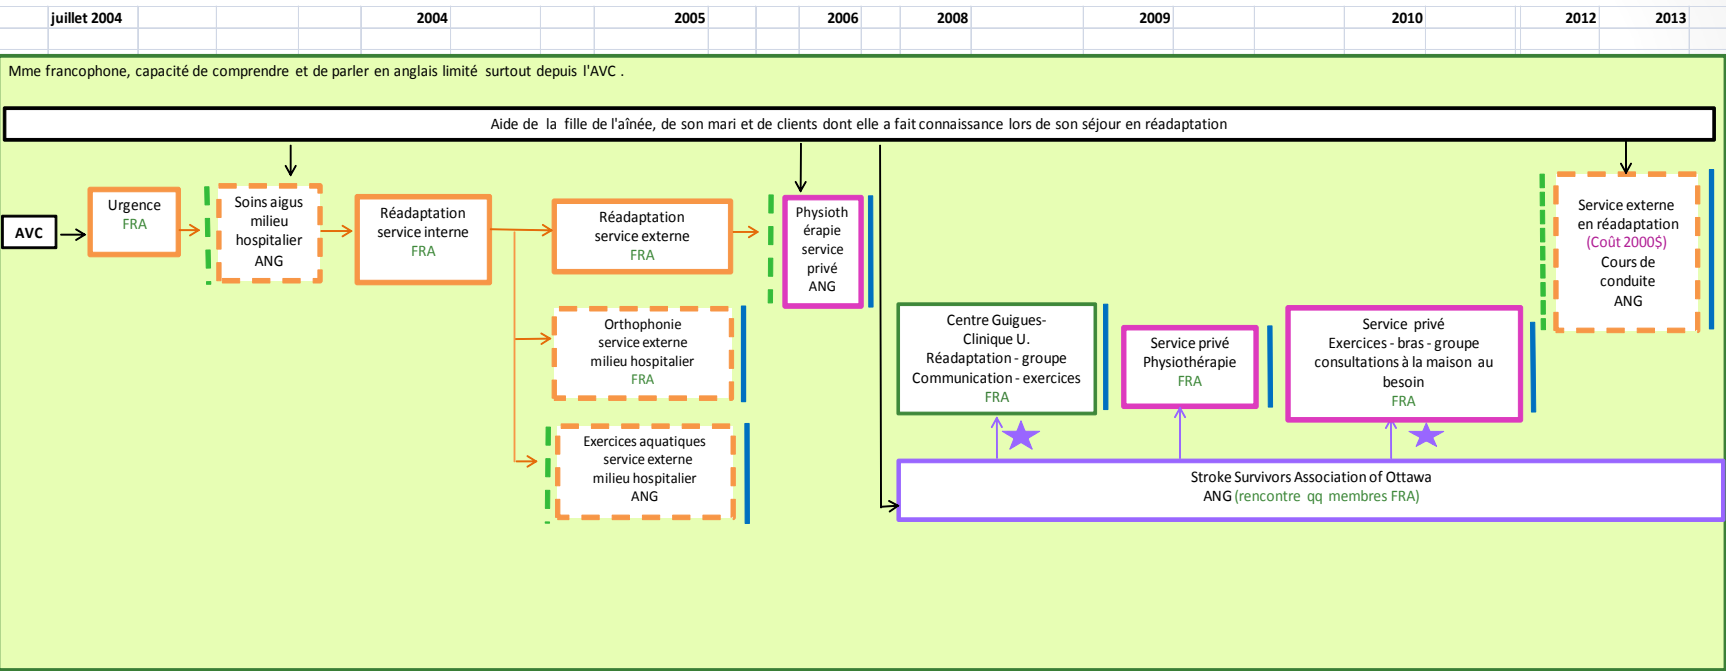 juillet 2004 2004 2005 2006 2008 2009 2010 2012 2013
Mme francophone, capacité de comprendre et de parler en anglais limité surtout depuis l'AVC .
Aide de la fille de l'aînée, de son mari et de clients dont elle a fait connaissance lors de son séjour en réadaptation
AVC
Urgence
FRA
Soins aigus
milieu
hospitalier
ANG
Réadaptation
service interne
FRA
Réadaptation
service externe
FRA
Orthophonie
service externe
milieu hospitalier
FRA
Exercices aquatiques
service externe
milieu hospitalier
ANG
Physioth
érapie
service
privé
ANG
Centre Guigues-
Clinique U.
Réadaptation - groupe
Communication - exercices
FRA
Service privé
Physiothérapie
FRA
Service privé
Exercices - bras - groupe
consultations à la maison au
besoin
FRA
Service externe
en réadaptation
(Coût 2000$)
Cours de
conduite
ANG
Stroke Survivors Association of Ottawa
ANG (rencontre qq membres FRA)